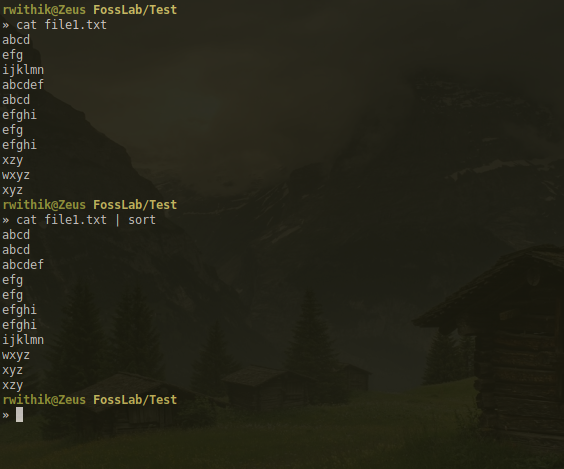 rwithik@Zeus FossLab/Test
» cat file1.txt
abcd
efg
ijklmn
abcdef
abcd
efghi
efg
efghi
xzy
wxyz
xyz
rwithik@Zeus FossLab/Test
» cat file1.txt | sort
abcd
abcd
abcdef
efg
efg
efghi
efghi
ijklmn
wxyz
xyz
xzy
rwithik@Zeus FossLab/Test
»